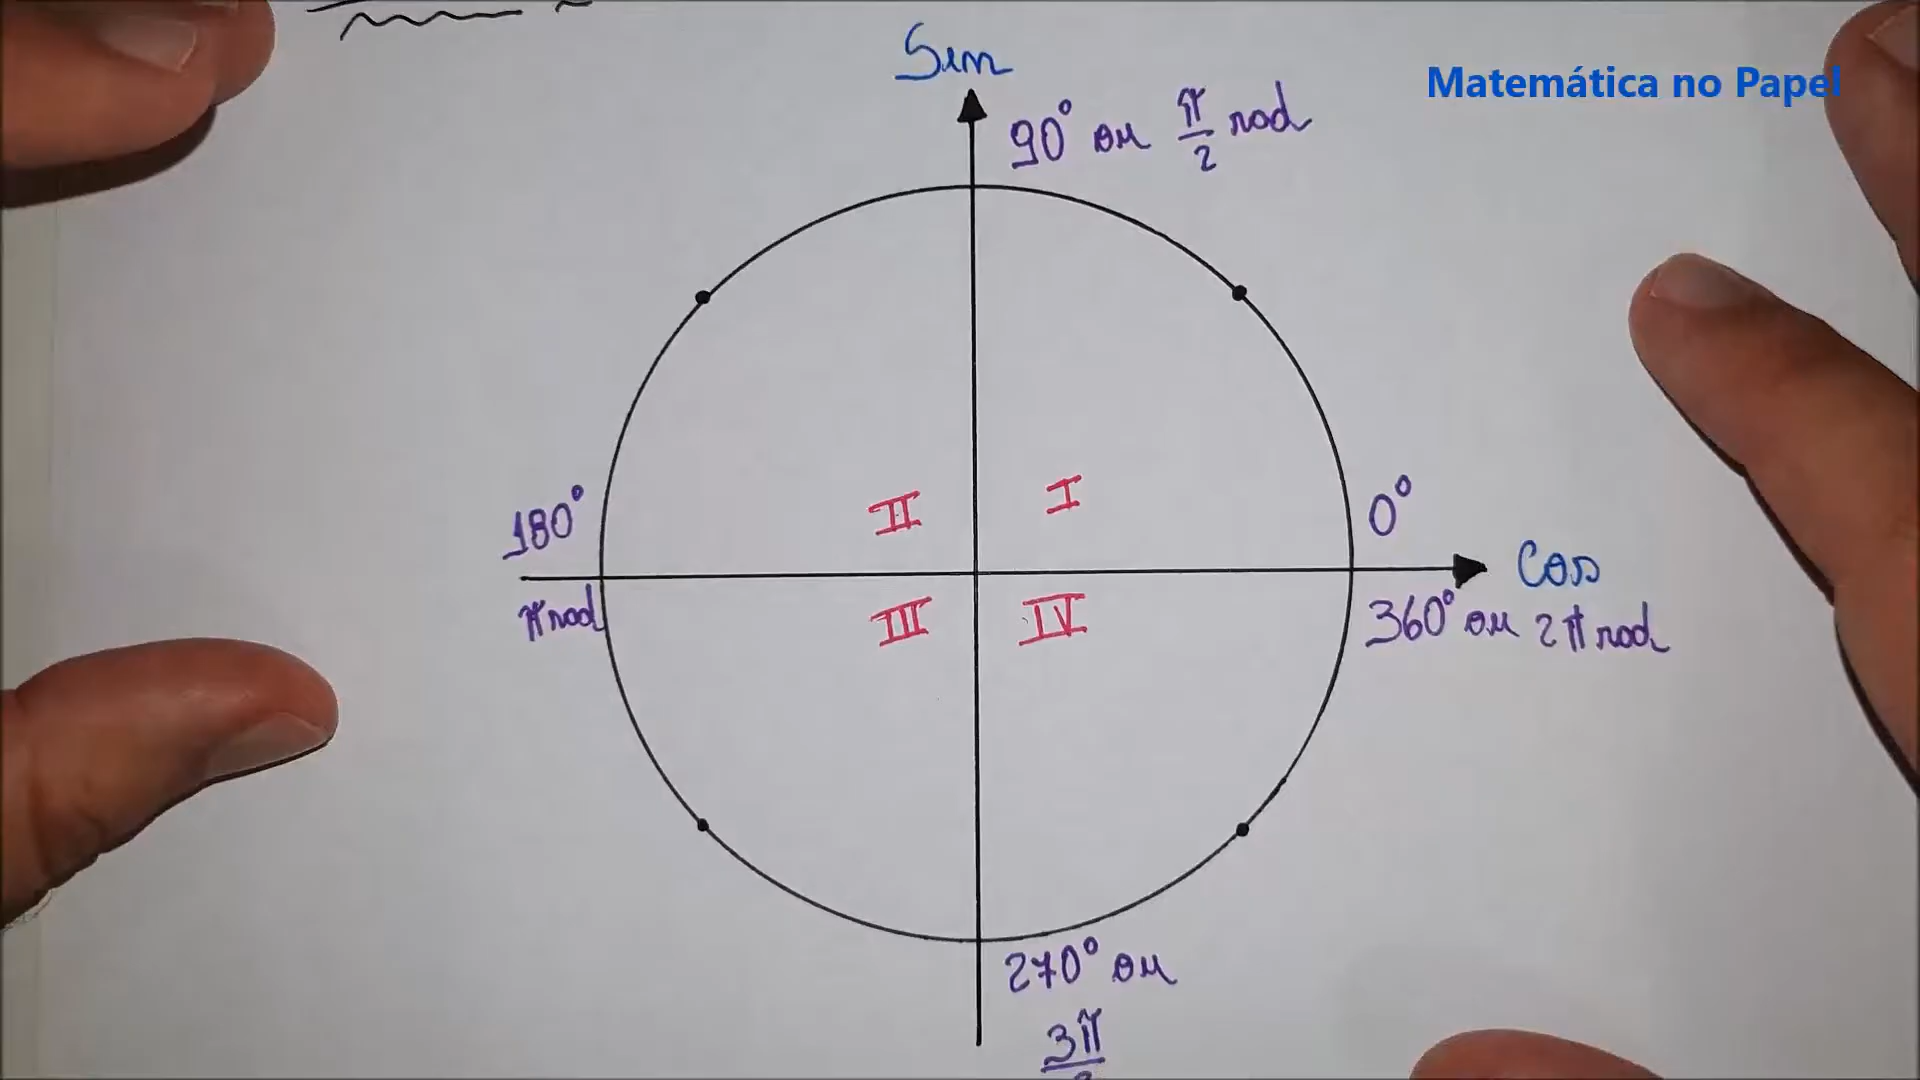 Sen
Matemática no Papel
90° ou π/2 rad
II
I
180°
0°
Cos
π rad
III
IV
360° ou 2π rad
270° ou
3π